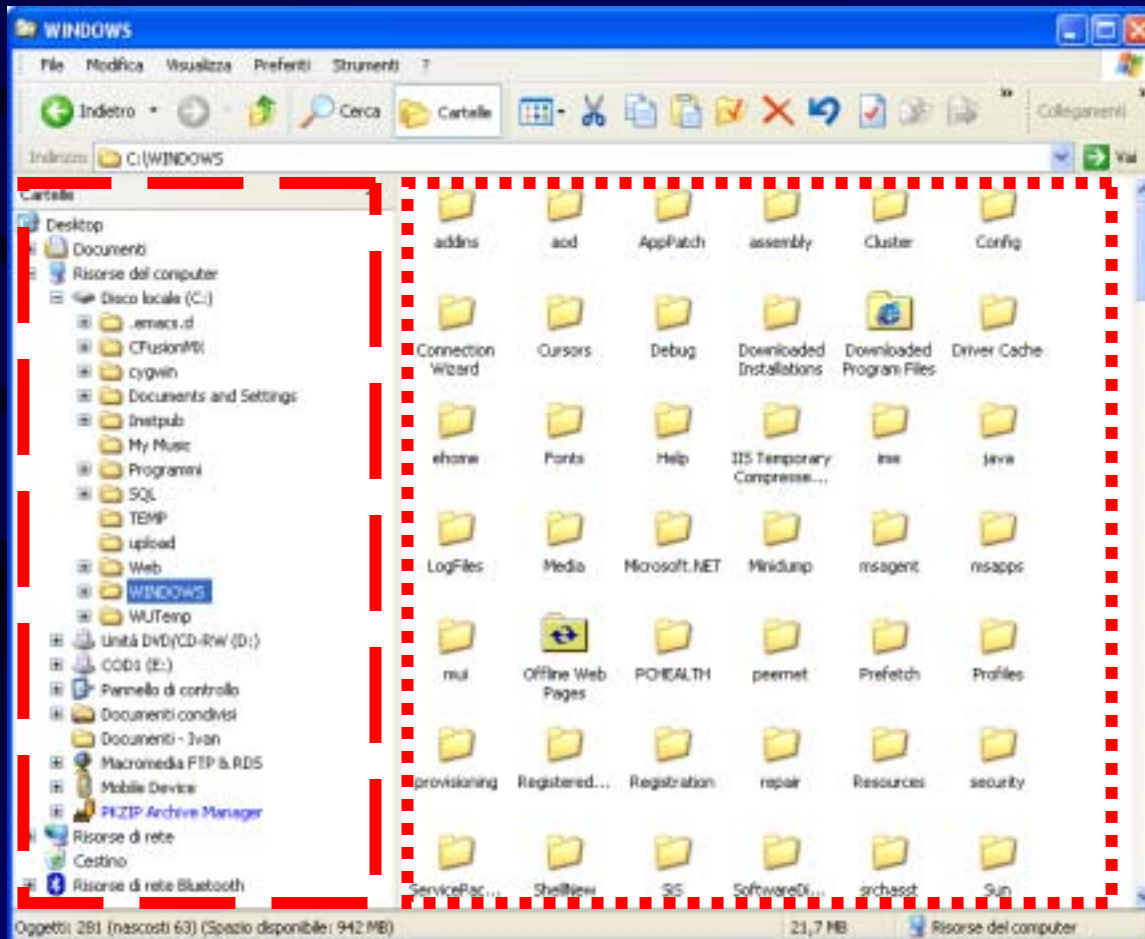 WINDOWS
File Modifica Visualizza Preferiti Strumenti ?
Indietro Cerca Cartelle » Collegamenti »
Indirizzo C:\WINDOWS Vai
Cartelle
Desktop
Documenti
Risorse del computer
Disco locale (C:)
.emacs.d
CFusionMX
cygwin
Documents and Settings
Inetpub
My Music
Programmi
SQL
TEMP
upload
Web
WINDOWS
WUTemp
Unità DVD/CD-RW (D:)
COD1 (E:)
Pannello di controllo
Documenti condivisi
Documenti - Ivan
Macromedia FTP & RDS
Mobile Device
PKZIP Archive Manager
Risorse di rete
Cestino
Risorse di rete Bluetooth
addins aod AppPatch assembly Cluster Config
Connection Cursors Debug Downloaded Downloaded Driver Cache
Wizard Installations Program Files
ehome Fonts Help IIS Temporary ime java
Compresse...
LogFiles Media Microsoft.NET Minidump msagent msapps
mui Offline Web PCHEALTH peernet Prefetch Profiles
Pages
provisioning Registered... Registration repair Resources security
ServicePac... ShellNew SiS SoftwareDi... srchasst Sun
Oggetti: 281 (nascosti 63) (Spazio disponibile: 942 MB) 21,7 MB Risorse del computer